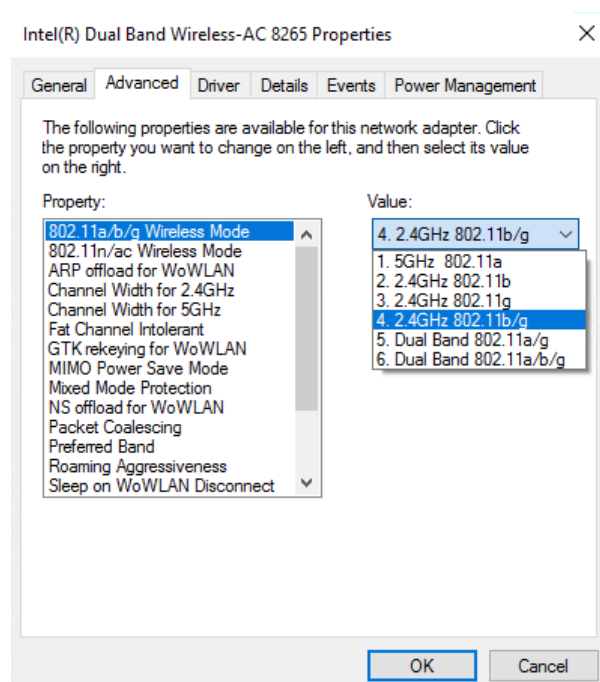 Intel(R) Dual Band Wireless-AC 8265 Properties
General Advanced Driver Details Events Power Management
The following properties are available for this network adapter. Click
the property you want to change on the left, and then select its value
on the right.
Property:
802.11a/b/g Wireless Mode
802.11n/ac Wireless Mode
ARP offload for WoWLAN
Channel Width for 2.4GHz
Channel Width for 5GHz
Fat Channel Intolerant
GTK rekeying for WoWLAN
MIMO Power Save Mode
Mixed Mode Protection
NS offload for WoWLAN
Packet Coalescing
Preferred Band
Roaming Aggressiveness
Sleep on WoWLAN Disconnect
Value:
4. 2.4GHz 802.11b/g
1. 5GHz 802.11a
2. 2.4GHz 802.11b
3. 2.4GHz 802.11g
4. 2.4GHz 802.11b/g
5. Dual Band 802.11a/g
6. Dual Band 802.11a/b/g
OK Cancel